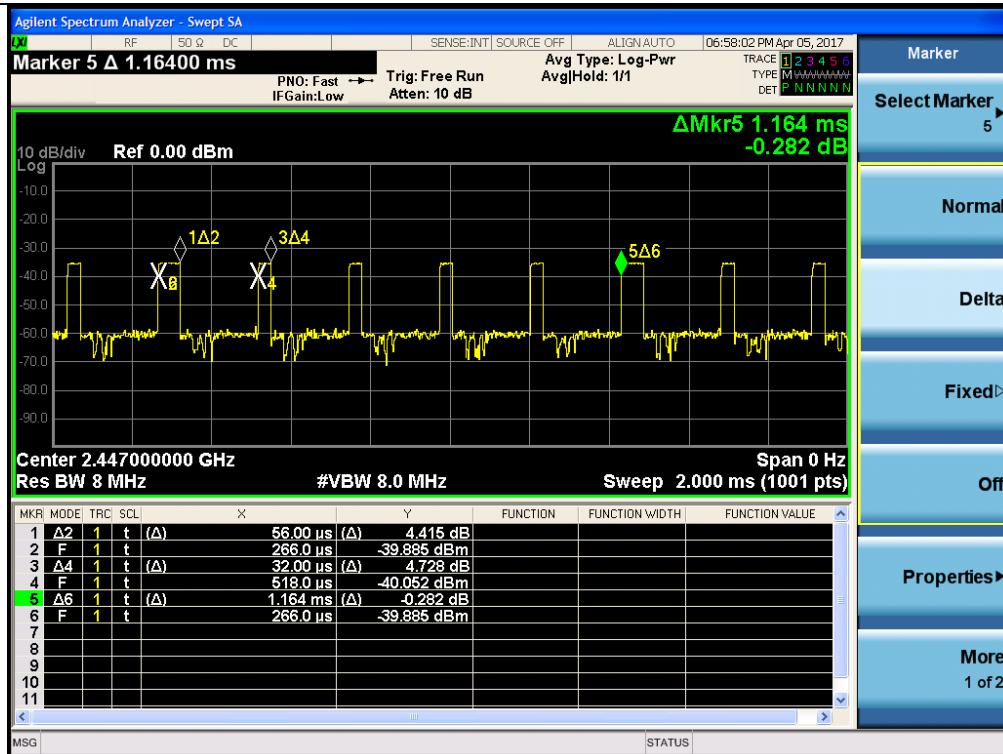 Agilent Spectrum Analyzer - Swept SA
LXI RF 50 Ω DC SENSE:INT SOURCE OFF ALIGN AUTO 06:58:02 PM Apr 05, 2017
Marker 5 Δ 1.16400 ms
PNO: Fast
IFGain:Low
Trig: Free Run
Atten: 10 dB
Avg Type: Log-Pwr
Avg|Hold: 1/1
TRACE 1 2 3 4 5 6
TYPE M
DET P N N N N N
ΔMkr5 1.164 ms
-0.282 dB
10 dB/div Ref 0.00 dBm
Log
-10.0
-20.0
-30.0
-40.0
-50.0
-60.0
-70.0
-80.0
-90.0
1Δ2
3Δ4
5Δ6
X6
X4
Center 2.447000000 GHz Span 0 Hz
Res BW 8 MHz #VBW 8.0 MHz Sweep 2.000 ms (1001 pts)
MKR MODE TRC SCL X Y FUNCTION FUNCTION WIDTH FUNCTION VALUE
1 Δ2 1 t (Δ) 56.00 µs (Δ) 4.415 dB
2 F 1 t 266.0 µs -39.885 dBm
3 Δ4 1 t (Δ) 32.00 µs (Δ) 4.728 dB
4 F 1 t 518.0 µs -40.052 dBm
5 Δ6 1 t (Δ) 1.164 ms (Δ) -0.282 dB
6 F 1 t 266.0 µs -39.885 dBm
7
8
9
10
11
MSG STATUS
Marker
Select Marker
5
Normal
Delta
Fixed
Off
Properties
More
1 of 2